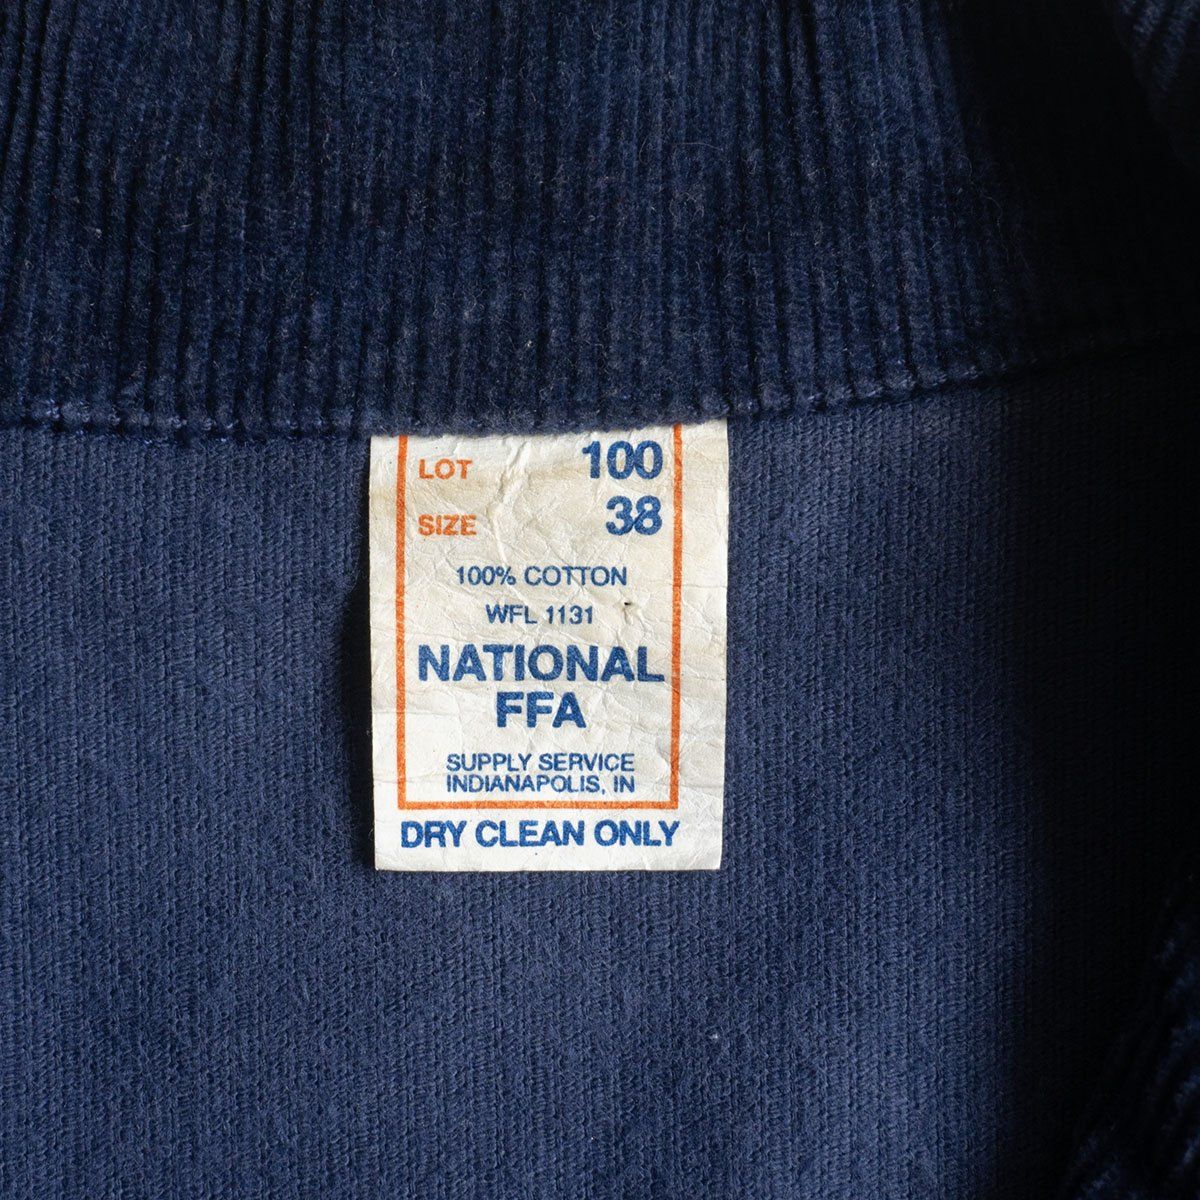 LOT 100
SIZE 38
100% COTTON
WFL 1131
NATIONAL
FFA
SUPPLY SERVICE
INDIANAPOLIS, IN
DRY CLEAN ONLY